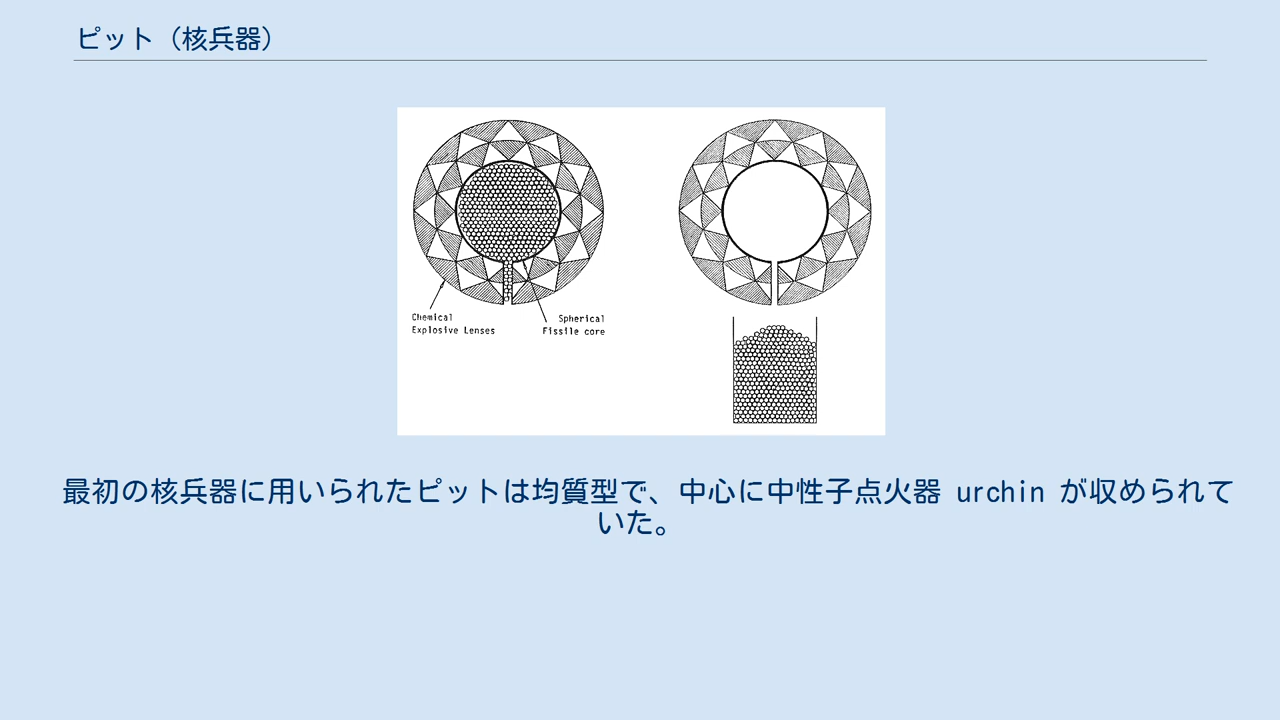 ピット（核兵器）
Chemical
Explosive Lenses
Spherical
Fissile core
最初の核兵器に用いられたピットは均質型で、中心に中性子点火器 urchin が収められて
いた。